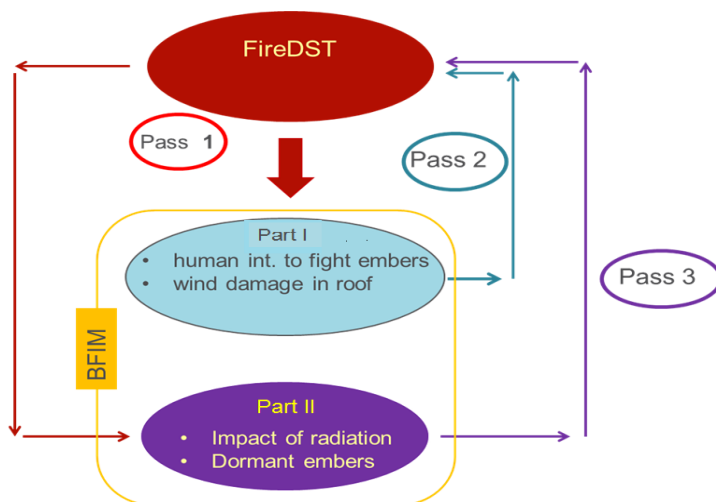 FireDST
Pass 1
Pass 2
Part I
• human int. to fight embers
• wind damage in roof
Pass 3
BFIM
Part II
• Impact of radiation
• Dormant embers